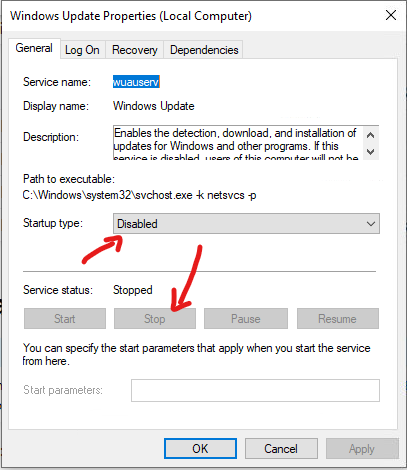 Windows Update Properties (Local Computer)
General Log On Recovery Dependencies
Service name: wuauserv
Display name: Windows Update
Description: Enables the detection, download, and installation of
updates for Windows and other programs. If this
service is disabled, users of this computer will not be
Path to executable:
C:\Windows\system32\svchost.exe -k netsvcs -p
Startup type: Disabled
Service status: Stopped
Start Stop Pause Resume
You can specify the start parameters that apply when you start the service
from here.
Start parameters:
OK Cancel Apply